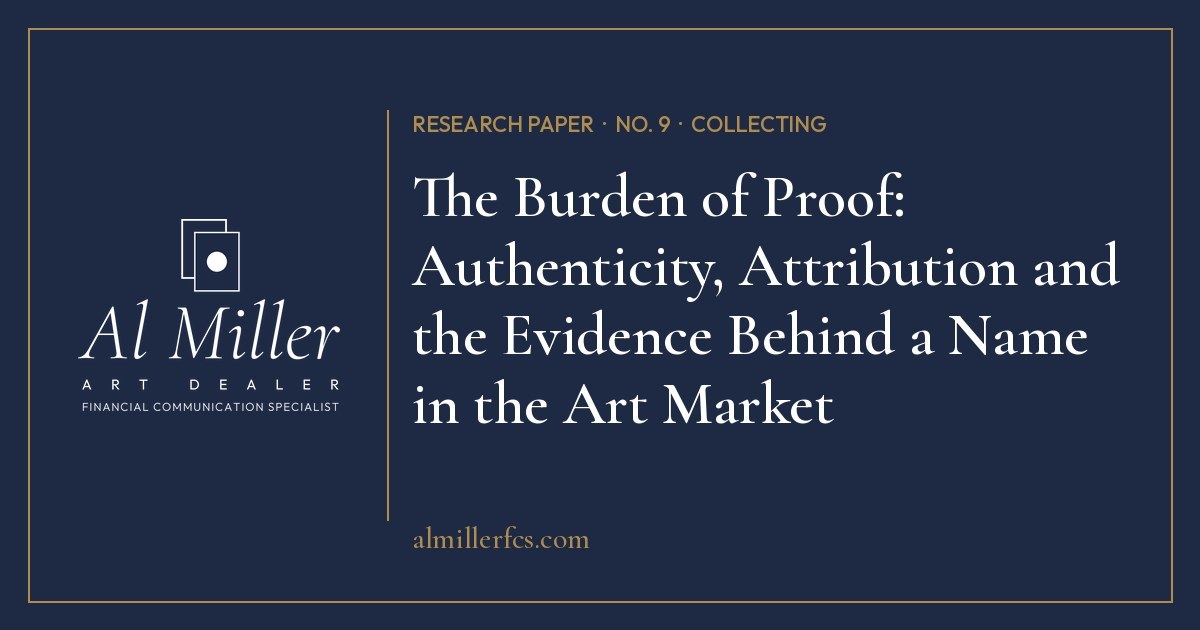 RESEARCH PAPER · NO. 9 · COLLECTING
The Burden of Proof:
Authenticity, Attribution and
the Evidence Behind a Name
in the Art Market
Al Miller
ART DEALER
FINANCIAL COMMUNICATION SPECIALIST
almillerfcs.com